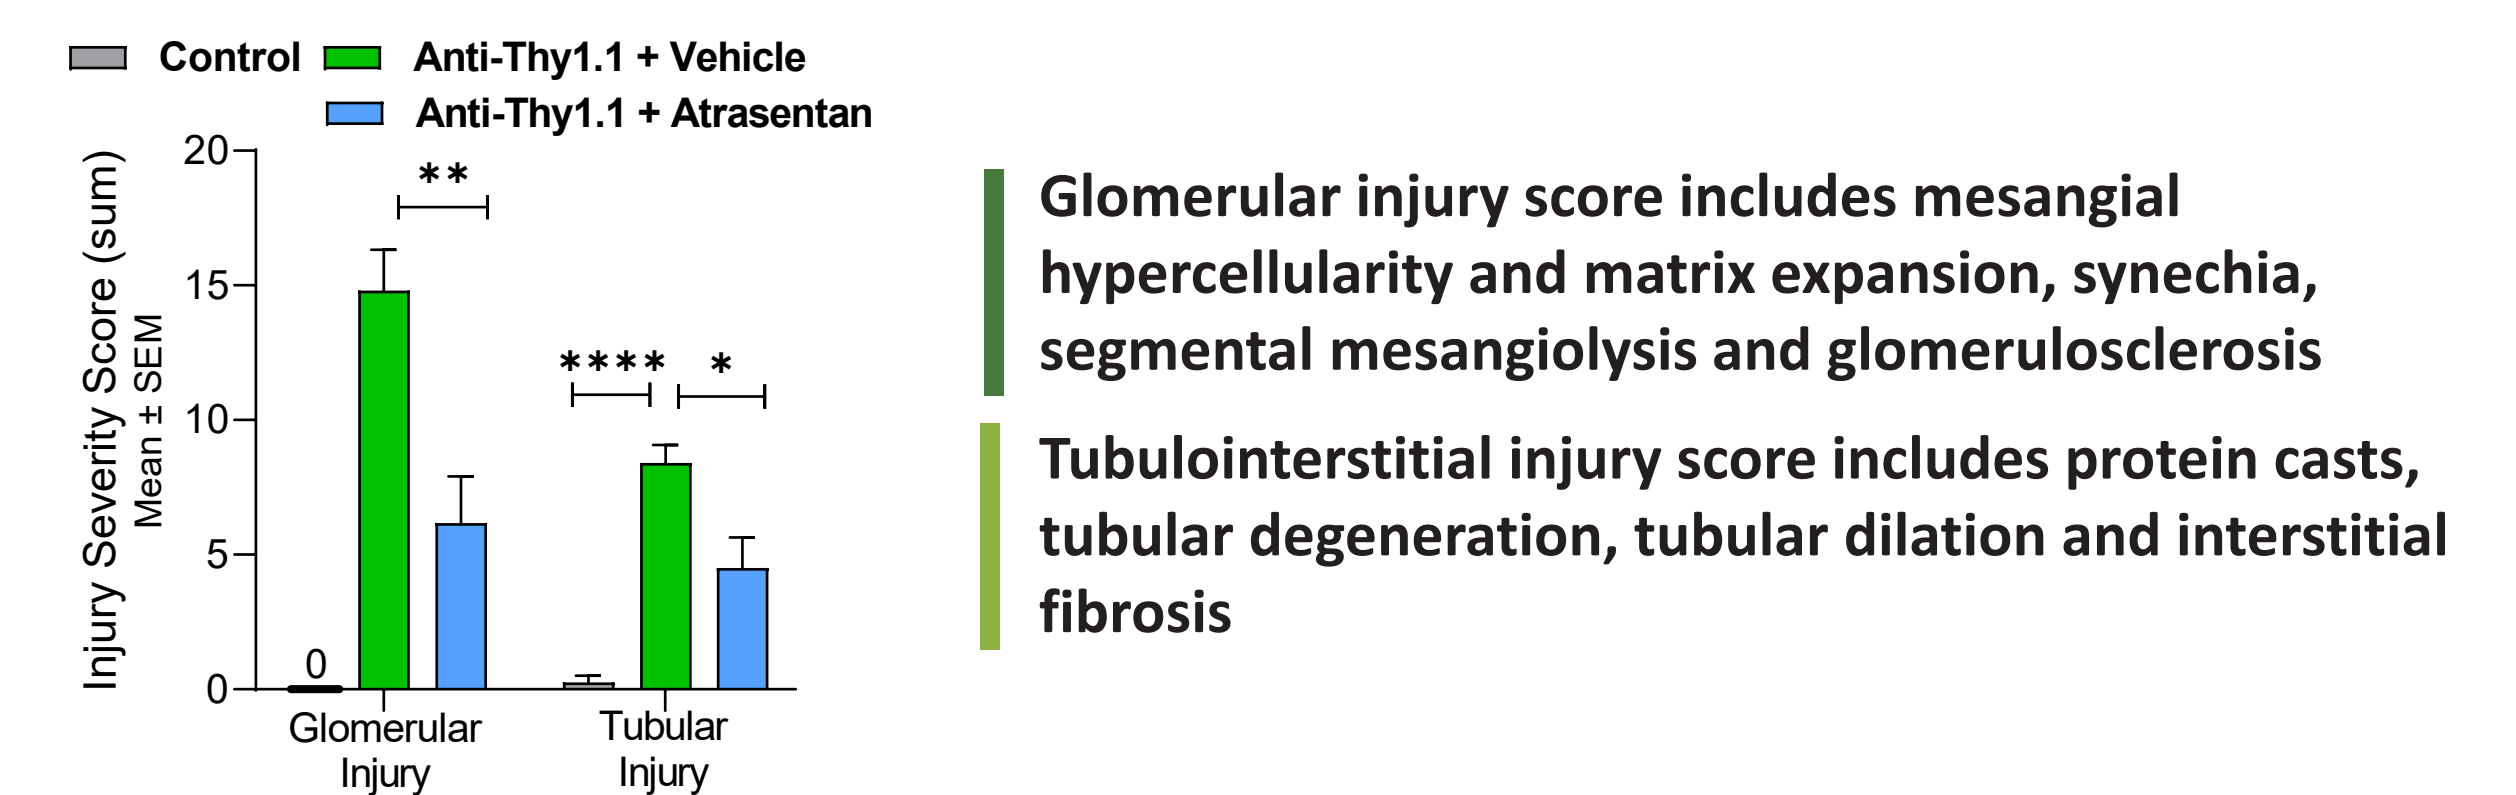 Control
Anti-Thy1.1 + Vehicle
Anti-Thy1.1 + Atrasentan
Injury Severity Score (sum)
Mean ± SEM
20
15
10
5
0
**
****
*
0
Glomerular
Injury
Tubular
Injury
Glomerular injury score includes mesangial
hypercellularity and matrix expansion, synechia,
segmental mesangiolysis and glomerulosclerosis
Tubulointerstitial injury score includes protein casts,
tubular degeneration, tubular dilation and interstitial
fibrosis